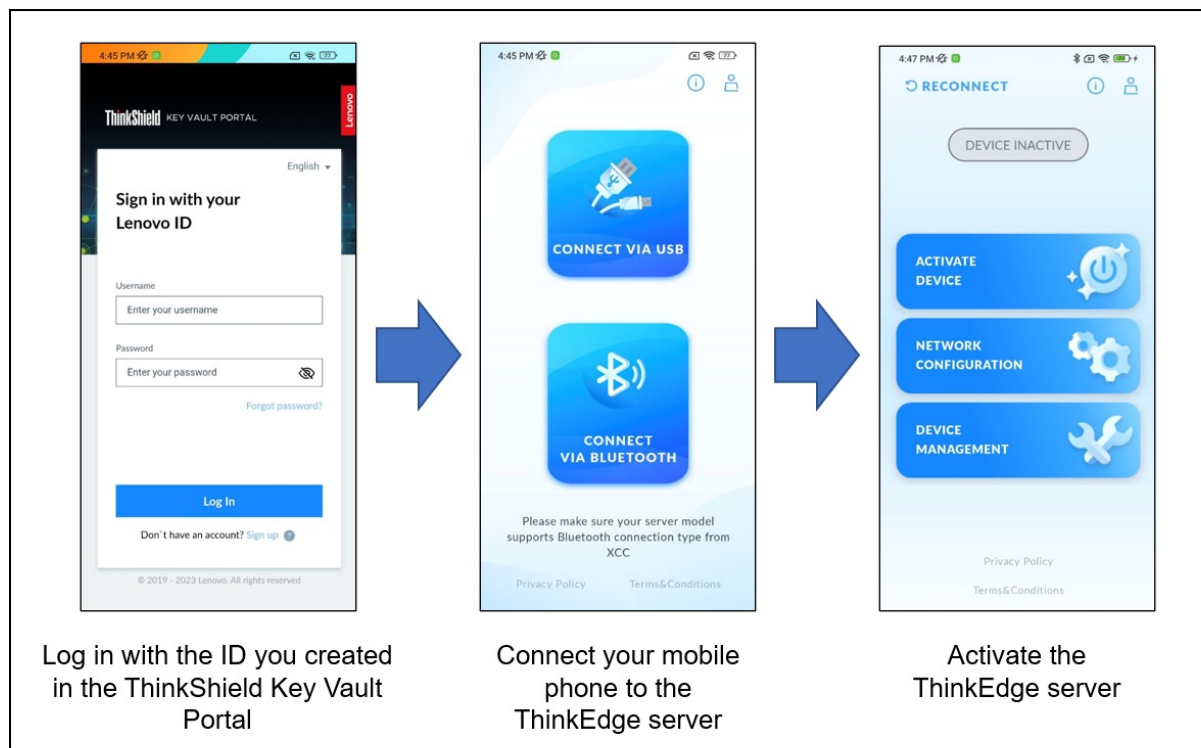 4:45 PM
22
ThinkShield KEY VAULT PORTAL
Lenovo
English
Sign in with your
Lenovo ID
Username
Enter your username
Password
Enter your password
Forgot password?
Log In
Don`t have an account? Sign up ?
© 2019 - 2023 Lenovo. All rights reserved
Log in with the ID you created
in the ThinkShield Key Vault
Portal
4:45 PM
22
CONNECT VIA USB
CONNECT
VIA BLUETOOTH
Please make sure your server model
supports Bluetooth connection type from
XCC
Privacy Policy Terms&Conditions
Connect your mobile
phone to the
ThinkEdge server
4:47 PM
RECONNECT
DEVICE INACTIVE
ACTIVATE
DEVICE
NETWORK
CONFIGURATION
DEVICE
MANAGEMENT
Privacy Policy
Terms&Conditions
Activate the
ThinkEdge server